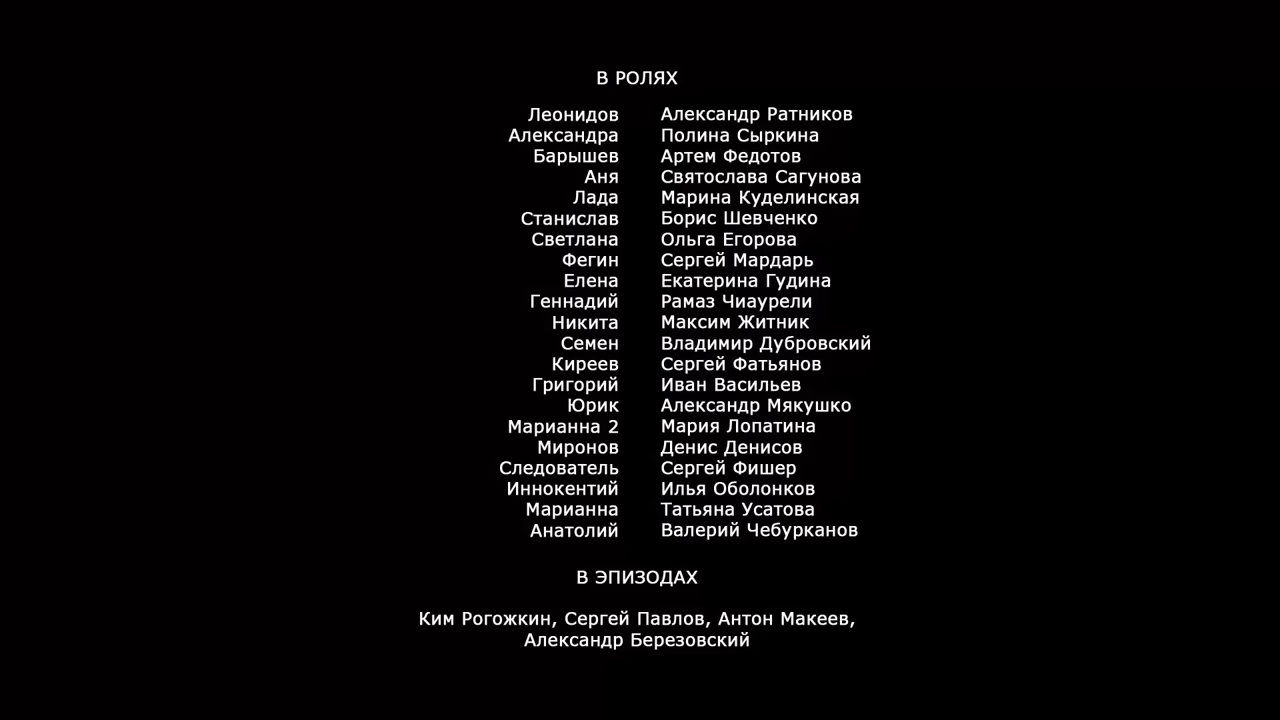 В РОЛЯХ
Леонидов Александр Ратников
Александра Полина Сыркина
Барышев Артем Федотов
Аня Святослава Сагунова
Лада Марина Куделинская
Станислав Борис Шевченко
Светлана Ольга Егорова
Фегин Сергей Мардарь
Елена Екатерина Гудина
Геннадий Рамаз Чиаурели
Никита Максим Житник
Семен Владимир Дубровский
Киреев Сергей Фатьянов
Григорий Иван Васильев
Юрик Александр Мякушко
Марианна 2 Мария Лопатина
Миронов Денис Денисов
Следователь Сергей Фишер
Иннокентий Илья Оболонков
Марианна Татьяна Усатова
Анатолий Валерий Чебурканов
В ЭПИЗОДАХ
Ким Рогожкин, Сергей Павлов, Антон Макеев,
Александр Березовский